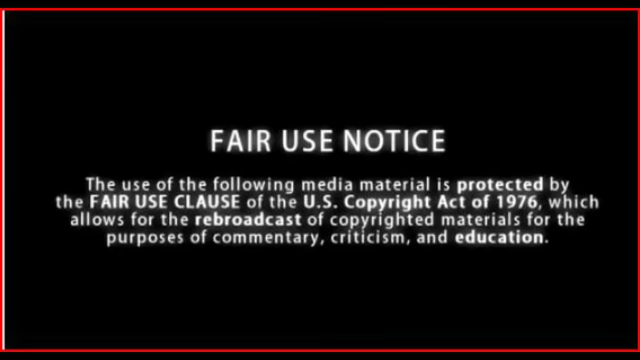 FAIR USE NOTICE
The use of the following media material is protected by
the FAIR USE CLAUSE of the U.S. Copyright Act of 1976, which
allows for the rebroadcast of copyrighted materials for the
purposes of commentary, criticism, and education.